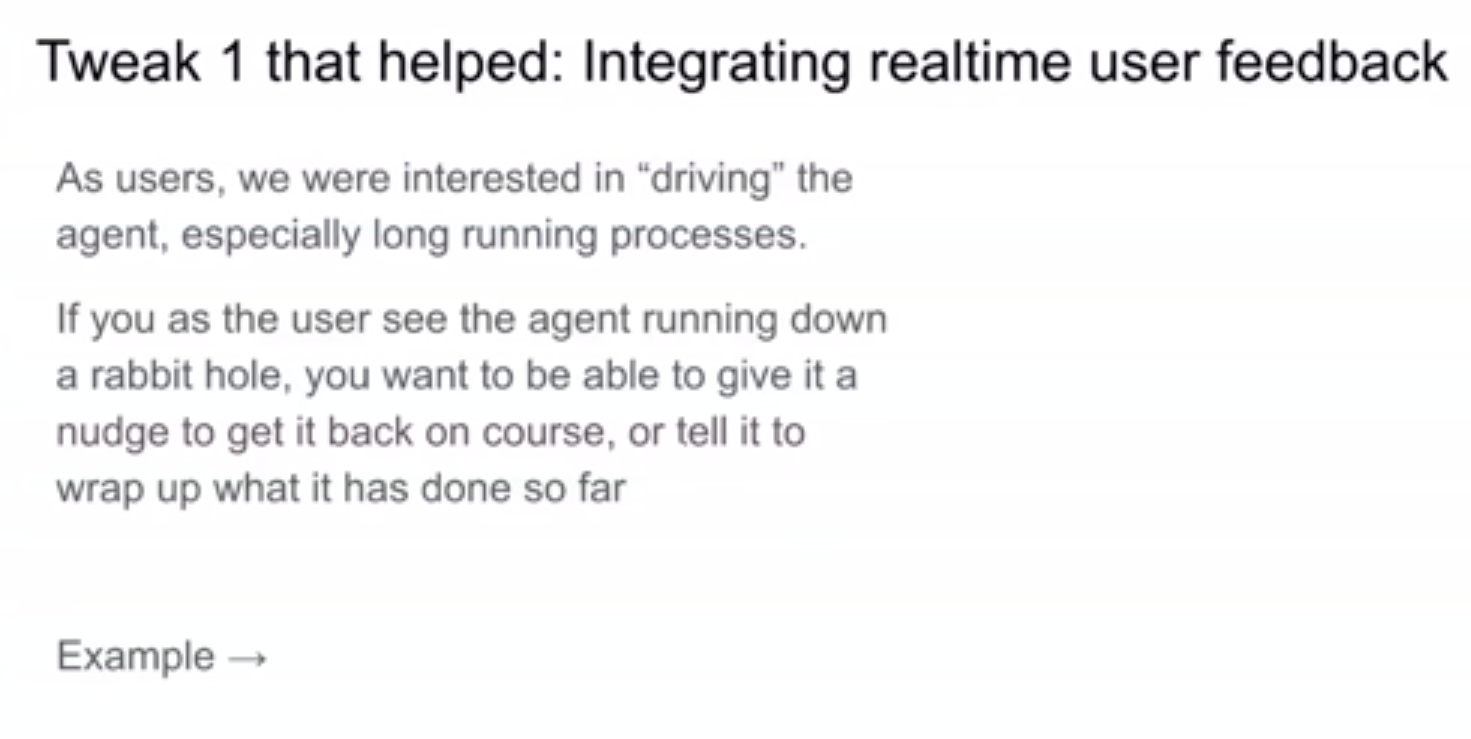 Tweak 1 that helped: Integrating realtime user feedback
As users, we were interested in “driving” the
agent, especially long running processes.
If you as the user see the agent running down
a rabbit hole, you want to be able to give it a
nudge to get it back on course, or tell it to
wrap up what it has done so far
Example →